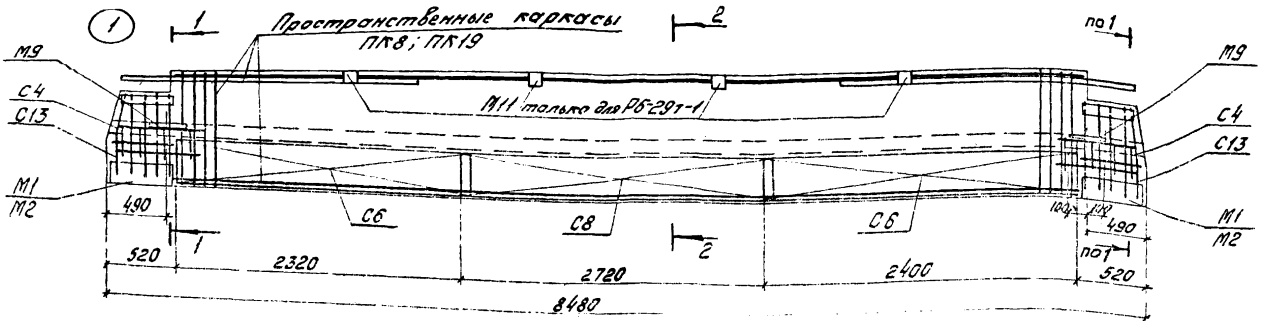 1
1
Пространственные каркасы
ПК8; ПК19
2
по 1
М9
С4
С13
М1
М2
М11 только для РБ-29т-1
М9
С4
С13
М1
М2
С6
С8
С6
490
100
100
490
1
2
по 1
520
2320
2720
2400
520
8480